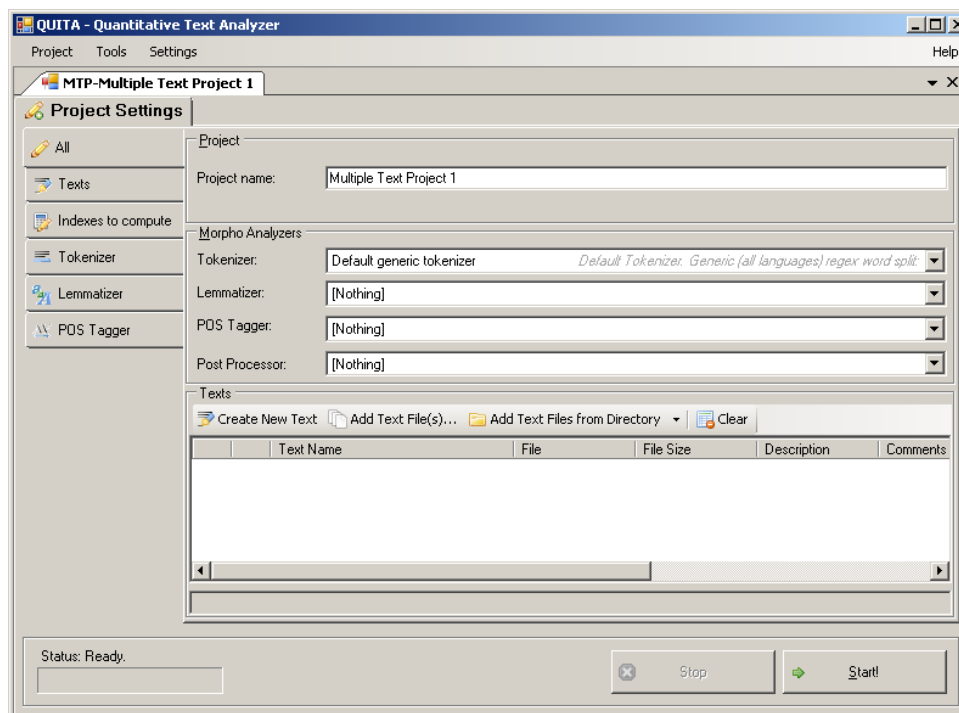 QUITA - Quantitative Text Analyzer
Project Tools Settings Help
MTP-Multiple Text Project 1
Project Settings
All
Texts
Indexes to compute
Tokenizer
Lemmatizer
POS Tagger
Project
Project name: Multiple Text Project 1
Morpho Analyzers
Tokenizer: Default generic tokenizer Default Tokenizer. Generic (all languages) regex word split.
Lemmatizer: [Nothing]
POS Tagger: [Nothing]
Post Processor: [Nothing]
Texts
Create New Text Add Text File(s)... Add Text Files from Directory Clear
Text Name File File Size Description Comments
Status: Ready.
Stop Start!